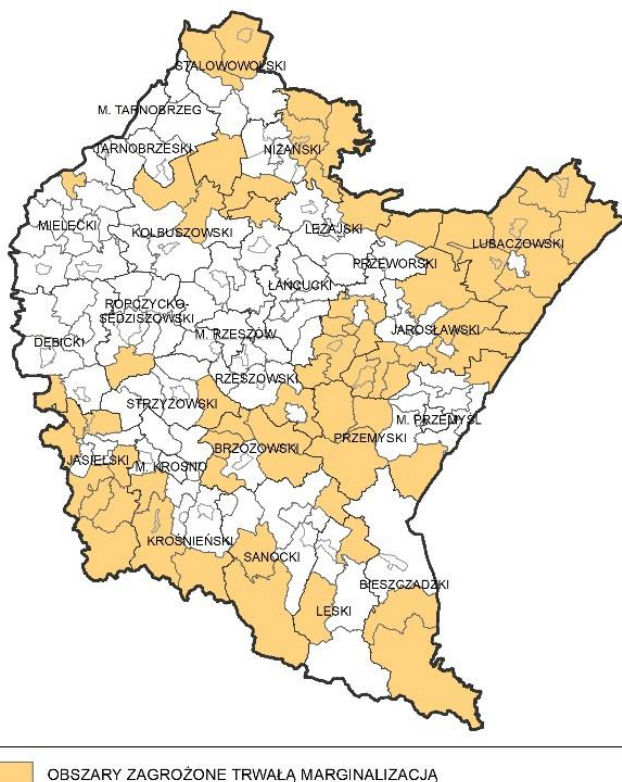 STALOWOWOLSKI
M. TARNOBRZEG
TARNOBRZESKI
NIŻAŃSKI
MIELECKI
KOLBUSZOWSKI
LEŻAJSKI
LUBACZOWSKI
PRZEWORSKI
ŁAŃCUCKI
ROPCZYCKO-
SĘDZISZOWSKI
M. RZESZÓW
JAROSŁAWSKI
DĘBICKI
RZESZOWSKI
STRZYŻOWSKI
M. PRZEMYŚL
PRZEMYSKI
BRZOZOWSKI
JASIELSKI
M. KROSNO
KROŚNIEŃSKI
SANOCKI
BIESZCZADZKI
LESKI
OBSZARY ZAGROŻONE TRWAŁĄ MARGINALIZACJĄ